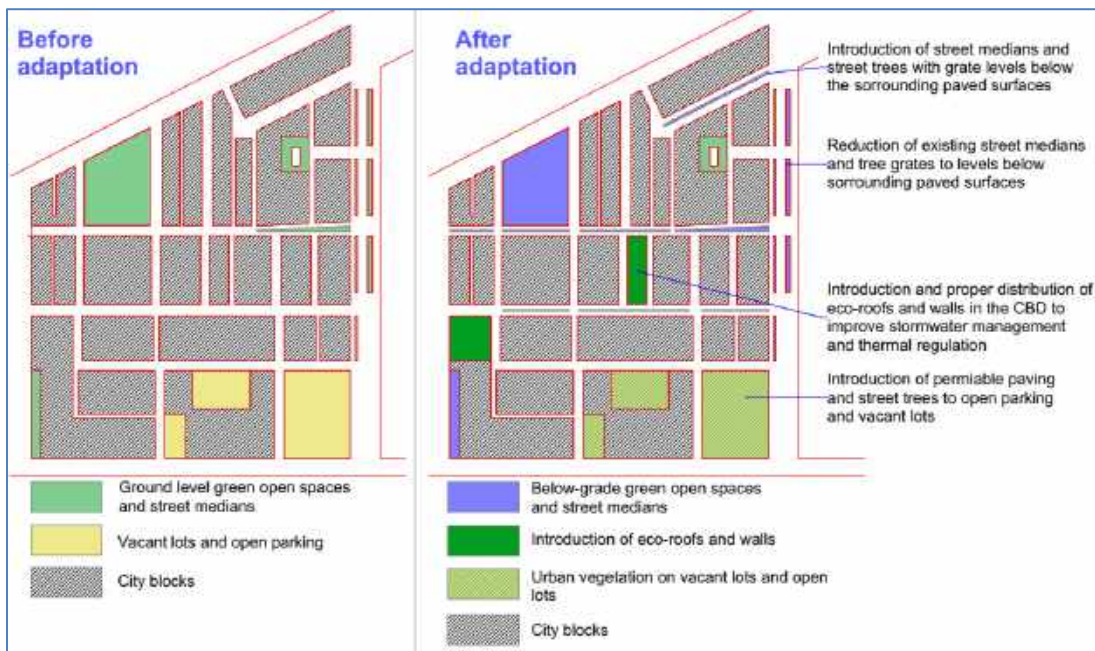 Before
adaptation
After
adaptation
Introduction of street medians and
street trees with grate levels below
the sorrounding paved surfaces
Reduction of existing street medians
and tree grates to levels below
sorrounding paved surfaces
Introduction and proper distribution of
eco-roofs and walls in the CBD to
improve stormwater management
and thermal regulation
Introduction of permiable paving
and street trees to open parking
and vacant lots
Ground level green open spaces
and street medians
Vacant lots and open parking
City blocks
Below-grade green open spaces
and street medians
Introduction of eco-roofs and walls
Urban vegetation on vacant lots and open
lots
City blocks